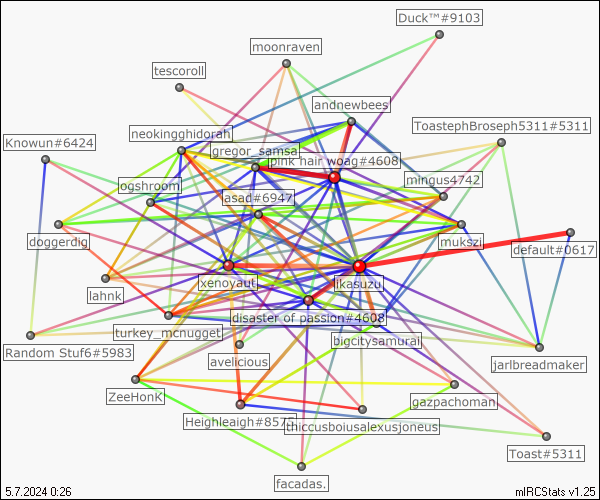 Duck™#9103
moonraven
tescoroll
andnewbees
ToastephBroseph5311#5311
neokingghidorah
Knowun#6424
gregor_samsa
pink hair woag#4608
mingus4742
ogshroom
asad#6947
doggerdig
mukszi
default#0617
xenoyaut
ikasuzu
lahnk
disaster of passion#4608
turkey_mcnugget
bigcitysamurai
Random Stuf6#5983
avelicious
jarlbreadmaker
ZeeHonK
gazpachoman
Heighleaigh#857
thiccusboiusalexusjoneus
Toast#5311
facadas.
5.7.2024 0:26
mIRCStats v1.25